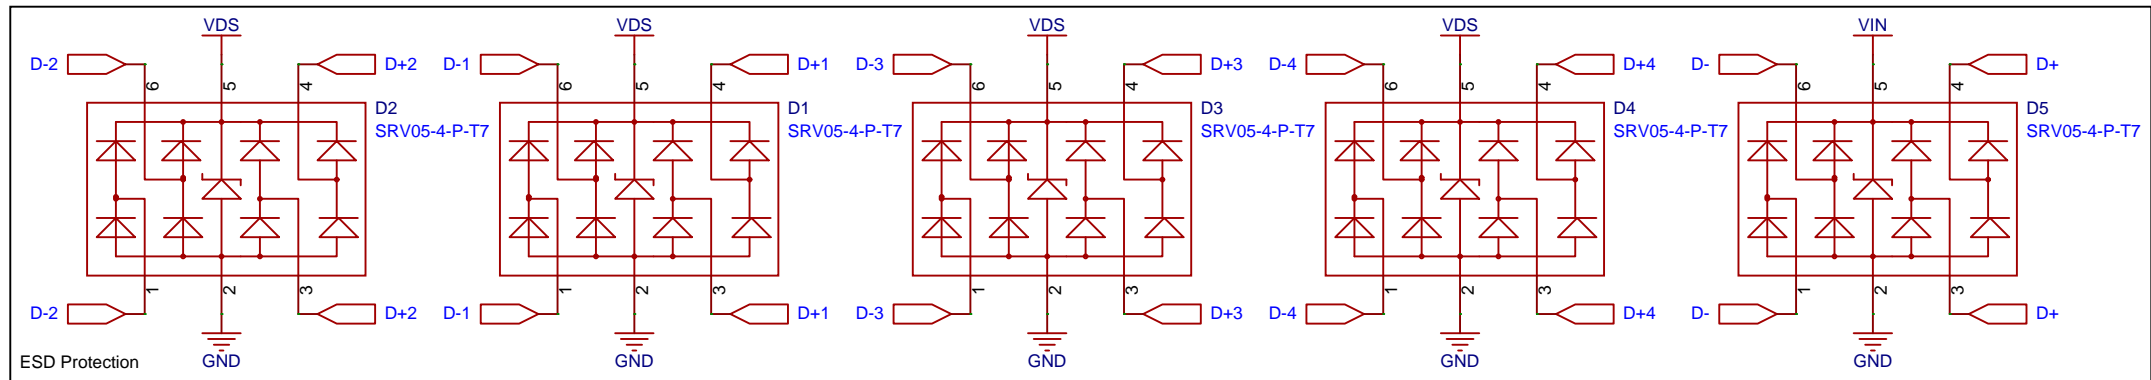 VDS VDS VDS VDS VIN
D-2 D+2 D-1 D+1 D-3 D+3 D-4 D+4 D- D+
6 5 4 6 5 4 6 5 4 6 5 4 6 5 4
D2 D1 D3 D4 D5
SRV05-4-P-T7 SRV05-4-P-T7 SRV05-4-P-T7 SRV05-4-P-T7 SRV05-4-P-T7
1 2 3 1 2 3 1 2 3 1 2 3 1 2 3
D-2 D+2 D-1 D+1 D-3 D+3 D-4 D+4 D- D+
ESD Protection GND GND GND GND GND